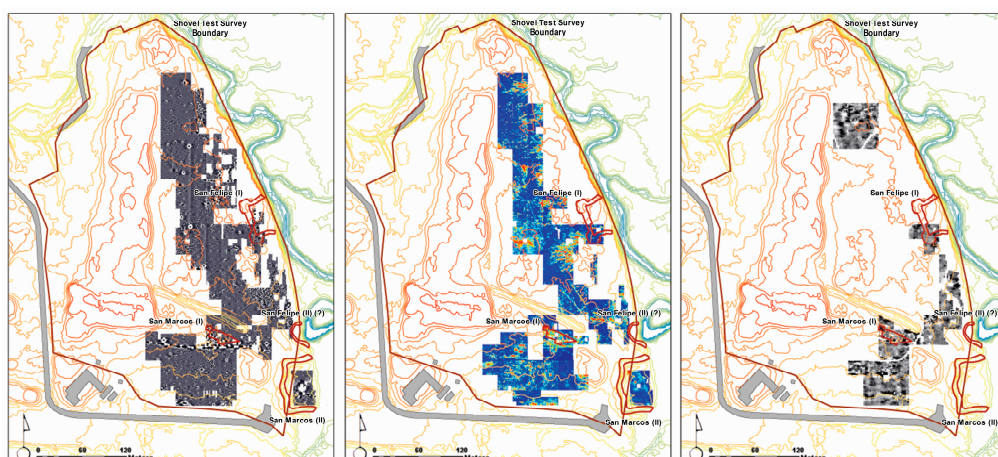 Shovel Test Survey
Boundary
San Felipe (I)
San Felipe (II) (?)
San Marcos (I)
San Marcos (II)
0 60 120
Shovel Test Survey
Boundary
San Felipe (I)
San Felipe (II) (?)
San Marcos (I)
San Marcos (II)
0 60 120
Shovel Test Survey
Boundary
San Felipe (I)
San Felipe (II) (?)
San Marcos (I)
San Marcos (II)
0 60 120